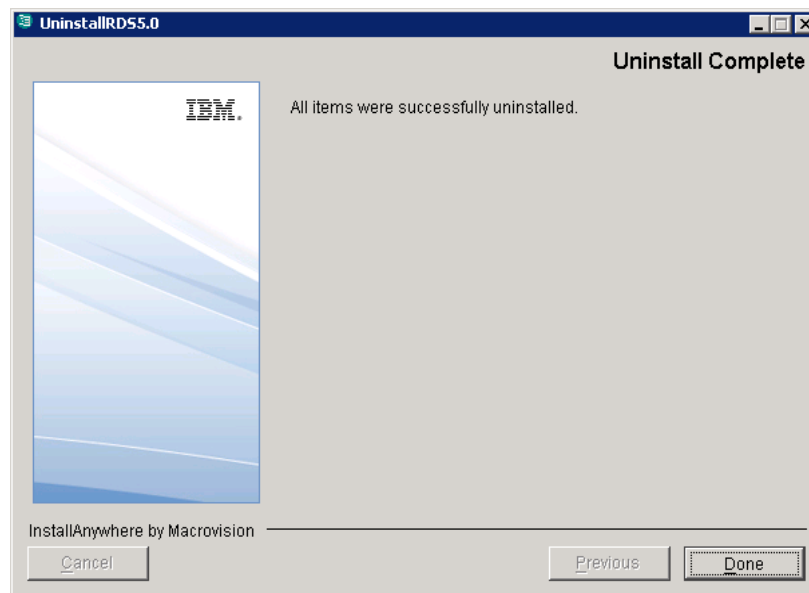 UninstallRDS5.0
Uninstall Complete
IBM.
All items were successfully uninstalled.
InstallAnywhere by Macrovision
Cancel
Previous
Done